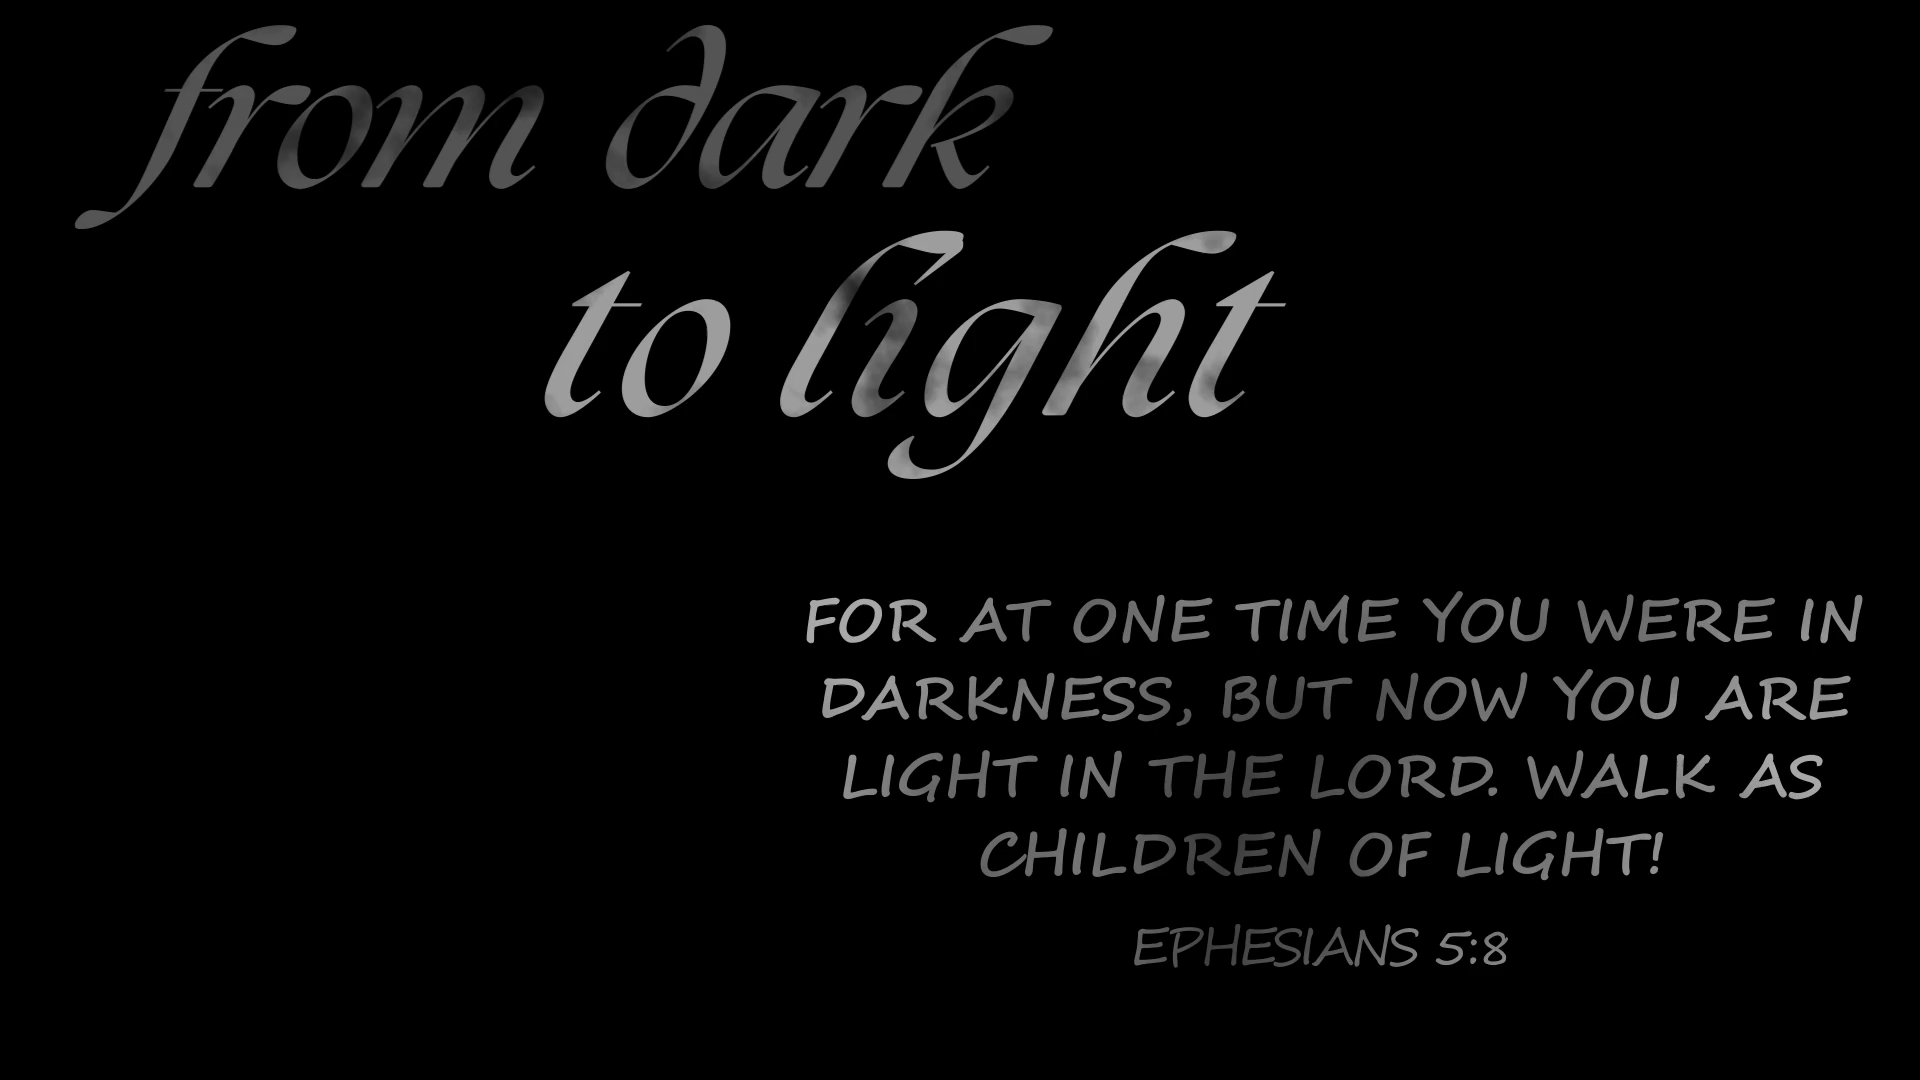 from dark
to light
FOR AT ONE TIME YOU WERE IN
DARKNESS, BUT NOW YOU ARE
LIGHT IN THE LORD. WALK AS
CHILDREN OF LIGHT!
EPHESIANS 5:8